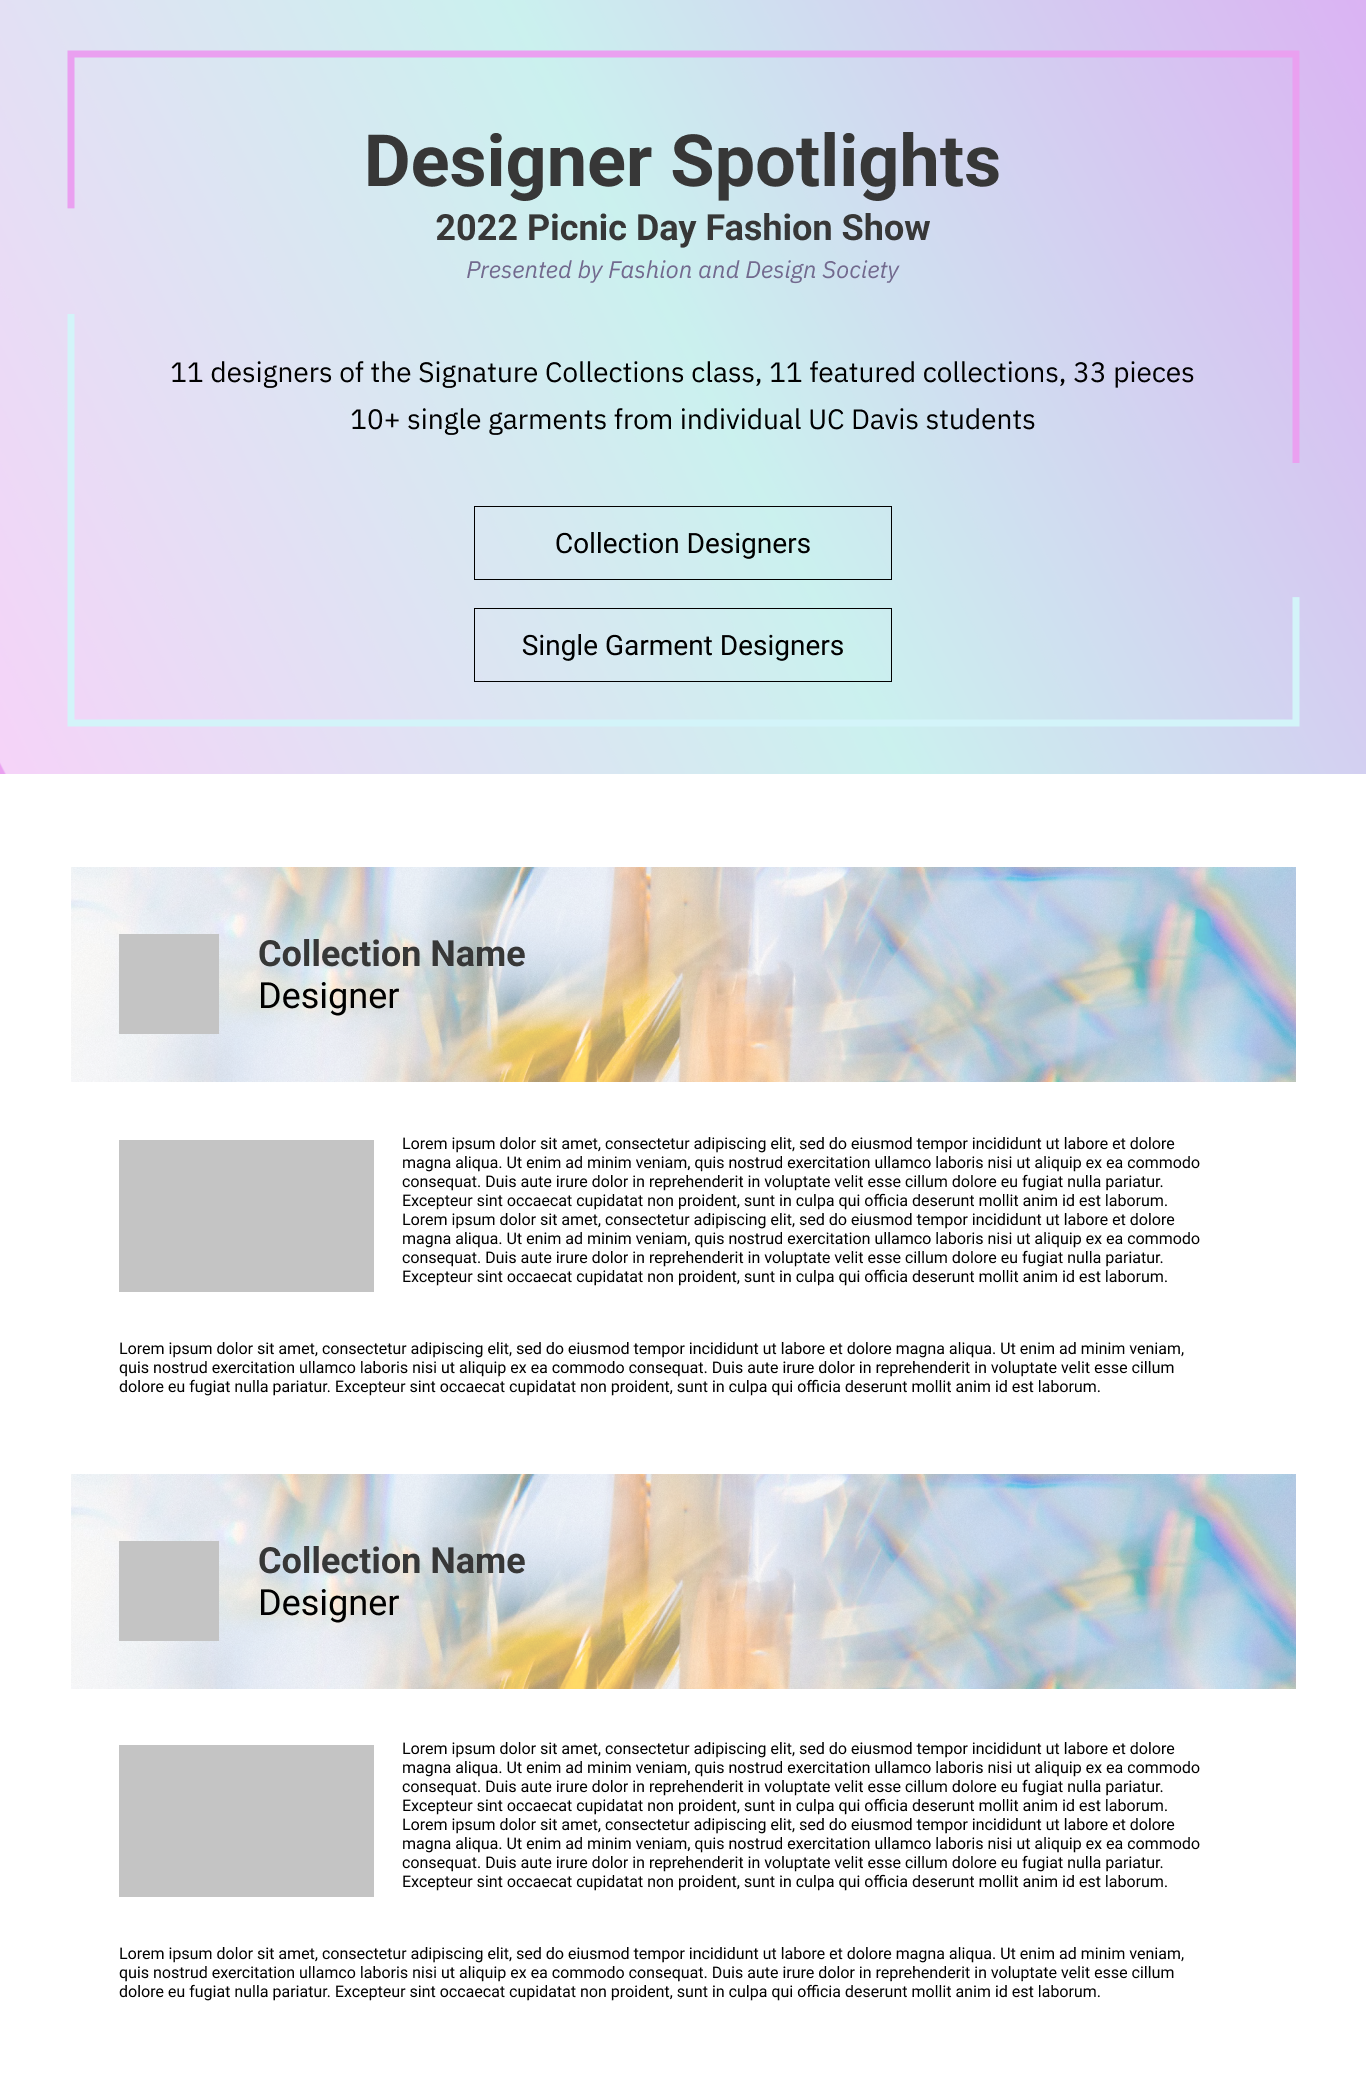 Designer Spotlights
2022 Picnic Day Fashion Show
Presented by Fashion and Design Society
11 designers of the Signature Collections class, 11 featured collections, 33 pieces
10+ single garments from individual UC Davis students
Collection Designers
Single Garment Designers
Collection Name
Designer
Lorem ipsum dolor sit amet, consectetur adipiscing elit, sed do eiusmod tempor incididunt ut labore et dolore
magna aliqua. Ut enim ad minim veniam, quis nostrud exercitation ullamco laboris nisi ut aliquip ex ea commodo
consequat. Duis aute irure dolor in reprehenderit in voluptate velit esse cillum dolore eu fugiat nulla pariatur.
Excepteur sint occaecat cupidatat non proident, sunt in culpa qui officia deserunt mollit anim id est laborum.
Lorem ipsum dolor sit amet, consectetur adipiscing elit, sed do eiusmod tempor incididunt ut labore et dolore
magna aliqua. Ut enim ad minim veniam, quis nostrud exercitation ullamco laboris nisi ut aliquip ex ea commodo
consequat. Duis aute irure dolor in reprehenderit in voluptate velit esse cillum dolore eu fugiat nulla pariatur.
Excepteur sint occaecat cupidatat non proident, sunt in culpa qui officia deserunt mollit anim id est laborum.
Lorem ipsum dolor sit amet, consectetur adipiscing elit, sed do eiusmod tempor incididunt ut labore et dolore magna aliqua. Ut enim ad minim veniam,
quis nostrud exercitation ullamco laboris nisi ut aliquip ex ea commodo consequat. Duis aute irure dolor in reprehenderit in voluptate velit esse cillum
dolore eu fugiat nulla pariatur. Excepteur sint occaecat cupidatat non proident, sunt in culpa qui officia deserunt mollit anim id est laborum.
Collection Name
Designer
Lorem ipsum dolor sit amet, consectetur adipiscing elit, sed do eiusmod tempor incididunt ut labore et dolore
magna aliqua. Ut enim ad minim veniam, quis nostrud exercitation ullamco laboris nisi ut aliquip ex ea commodo
consequat. Duis aute irure dolor in reprehenderit in voluptate velit esse cillum dolore eu fugiat nulla pariatur.
Excepteur sint occaecat cupidatat non proident, sunt in culpa qui officia deserunt mollit anim id est laborum.
Lorem ipsum dolor sit amet, consectetur adipiscing elit, sed do eiusmod tempor incididunt ut labore et dolore
magna aliqua. Ut enim ad minim veniam, quis nostrud exercitation ullamco laboris nisi ut aliquip ex ea commodo
consequat. Duis aute irure dolor in reprehenderit in voluptate velit esse cillum dolore eu fugiat nulla pariatur.
Excepteur sint occaecat cupidatat non proident, sunt in culpa qui officia deserunt mollit anim id est laborum.
Lorem ipsum dolor sit amet, consectetur adipiscing elit, sed do eiusmod tempor incididunt ut labore et dolore magna aliqua. Ut enim ad minim veniam,
quis nostrud exercitation ullamco laboris nisi ut aliquip ex ea commodo consequat. Duis aute irure dolor in reprehenderit in voluptate velit esse cillum
dolore eu fugiat nulla pariatur. Excepteur sint occaecat cupidatat non proident, sunt in culpa qui officia deserunt mollit anim id est laborum.